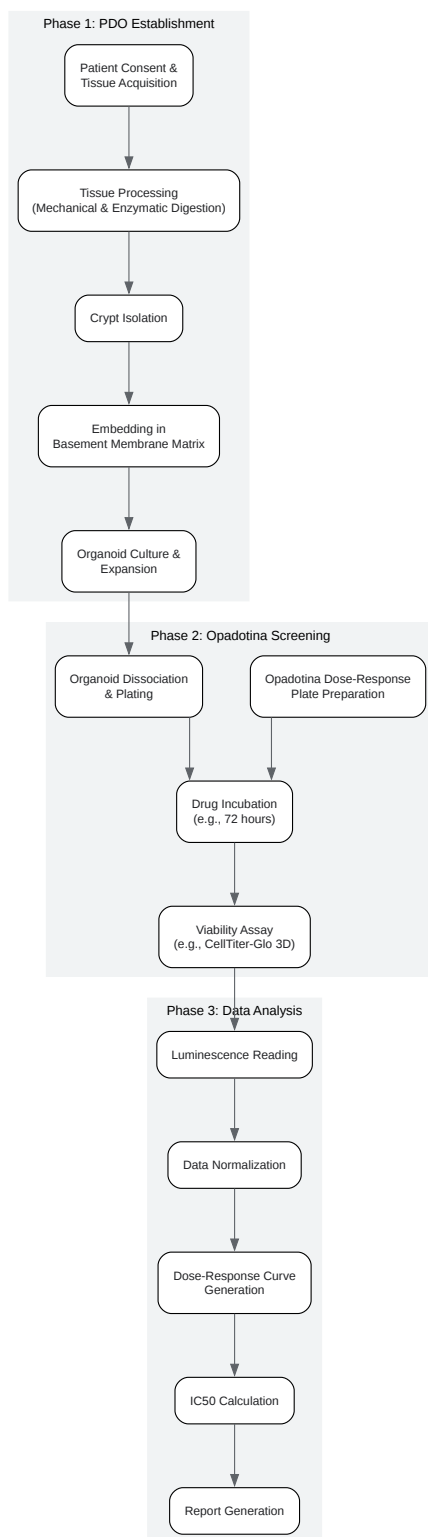 Phase 1: PDO Establishment
Patient Consent &
Tissue Acquisition
Tissue Processing
(Mechanical & Enzymatic Digestion)
Crypt Isolation
Embedding in
Basement Membrane Matrix
Organoid Culture &
Expansion
Phase 2: Opadotina Screening
Organoid Dissociation
& Plating
Opadotina Dose-Response
Plate Preparation
Drug Incubation
(e.g., 72 hours)
Viability Assay
(e.g., CellTiter-Glo 3D)
Phase 3: Data Analysis
Luminescence Reading
Data Normalization
Dose-Response Curve
Generation
IC50 Calculation
Report Generation